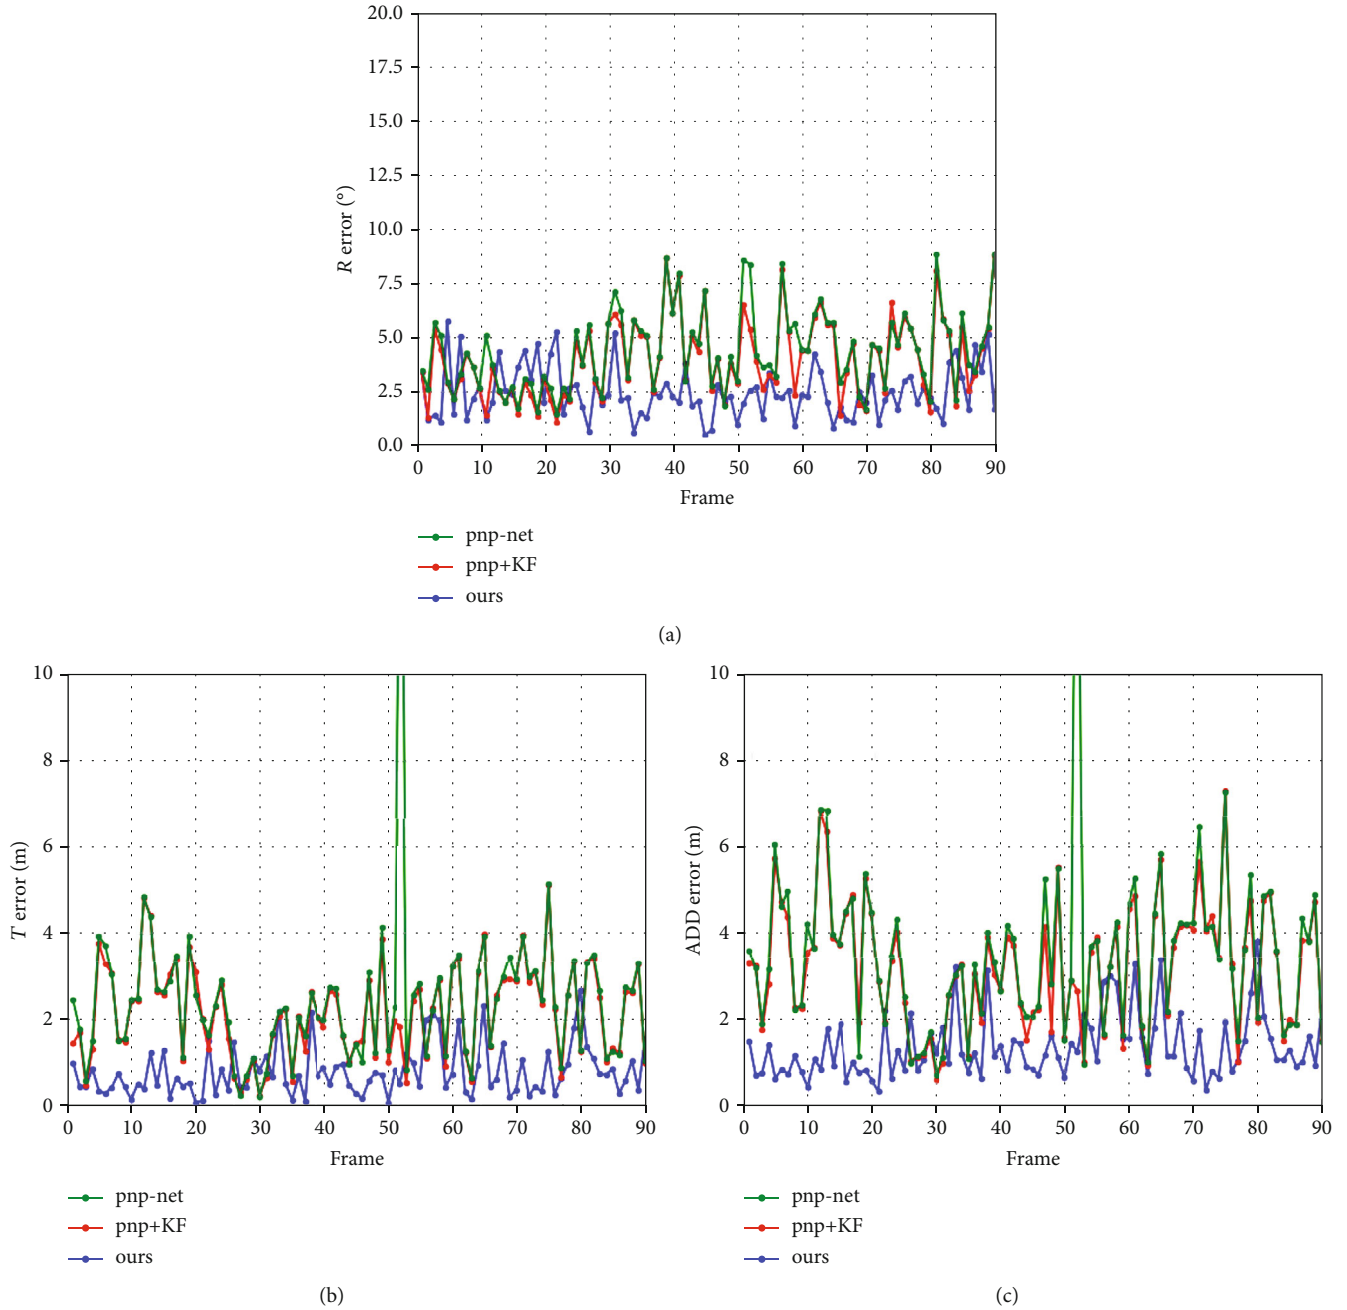 20.0
17.5
15.0
12.5
10.0
7.5
5.0
2.5
0.0
R error (°)
0 10 20 30 40 50 60 70 80 90
Frame
pnp-net
pnp+KF
ours
(a)
10
8
6
4
2
0
T error (m)
0 10 20 30 40 50 60 70 80 90
Frame
pnp-net
pnp+KF
ours
(b)
10
8
6
4
2
0
ADD error (m)
0 10 20 30 40 50 60 70 80 90
Frame
pnp-net
pnp+KF
ours
(c)